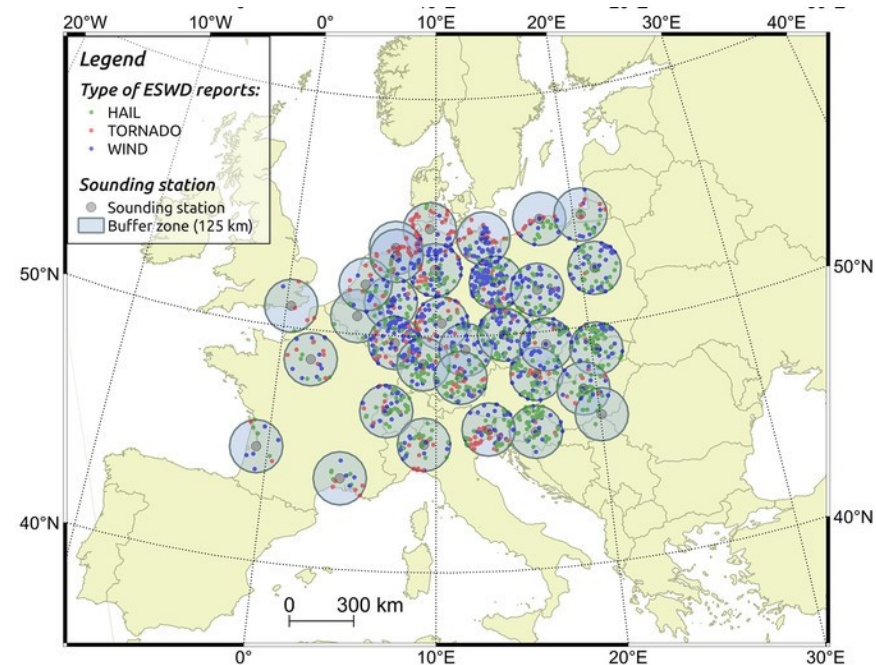 20°W 10°W 0° 10°E 20°E 30°E 40°E
Legend
Type of ESWD reports:
HAIL
TORNADO
WIND
Sounding station
Sounding station
Buffer zone (125 km)
50°N 50°N
40°N 40°N
0 300 km
0° 10°E 20°E 30°E